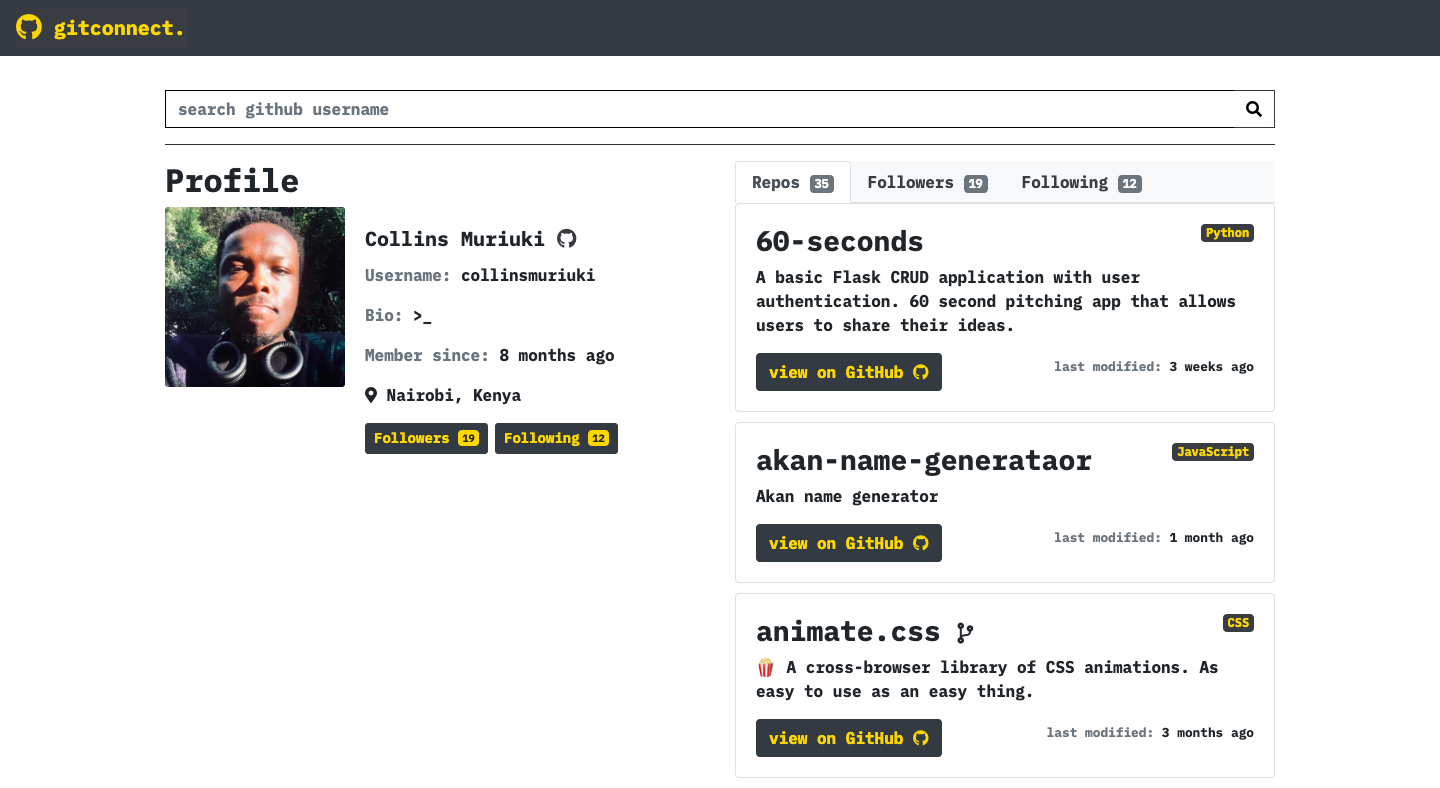 gitconnect.
search github username
Profile
Collins Muriuki
Username: collinsmuriuki
Bio: >_
Member since: 8 months ago
Nairobi, Kenya
Followers 19 Following 12
Repos 35 Followers 19 Following 12
60-seconds Python
A basic Flask CRUD application with user
authentication. 60 second pitching app that allows
users to share their ideas.
view on GitHub last modified: 3 weeks ago
akan-name-generataor JavaScript
Akan name generator
view on GitHub last modified: 1 month ago
animate.css CSS
🍿 A cross-browser library of CSS animations. As
easy to use as an easy thing.
view on GitHub last modified: 3 months ago